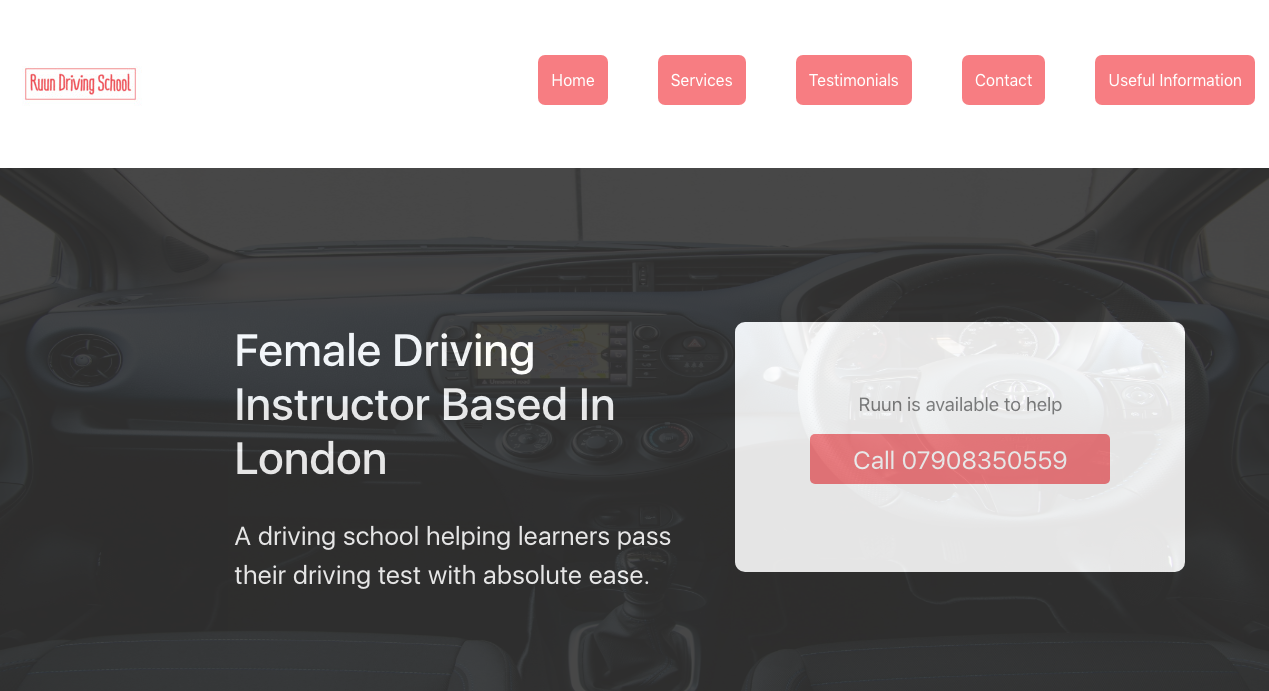 Ruun Driving School
Home
Services
Testimonials
Contact
Useful Information
Female Driving
Instructor Based In
London
A driving school helping learners pass
their driving test with absolute ease.
Ruun is available to help
Call 07908350559